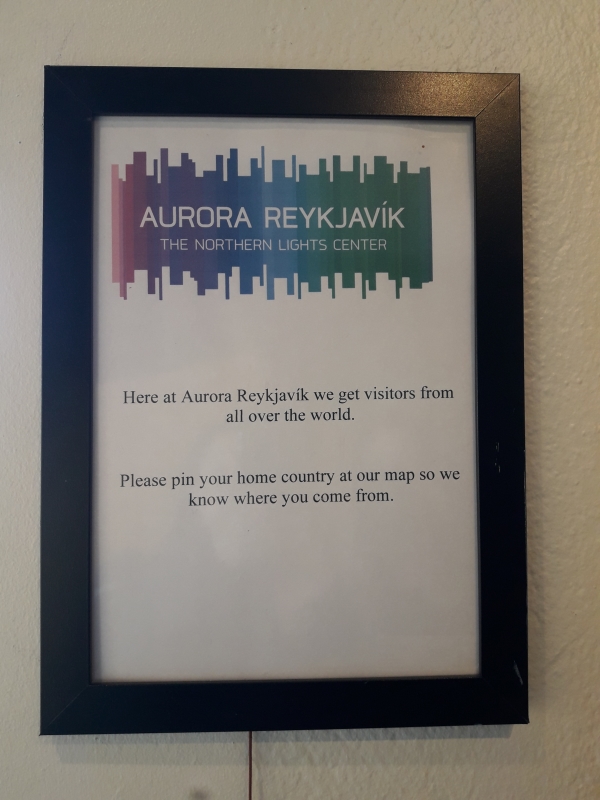 AURORA REYKJAVÍK
THE NORTHERN LIGHTS CENTER
Here at Aurora Reykjavík we get visitors from
all over the world.
Please pin your home country at our map so we
know where you come from.